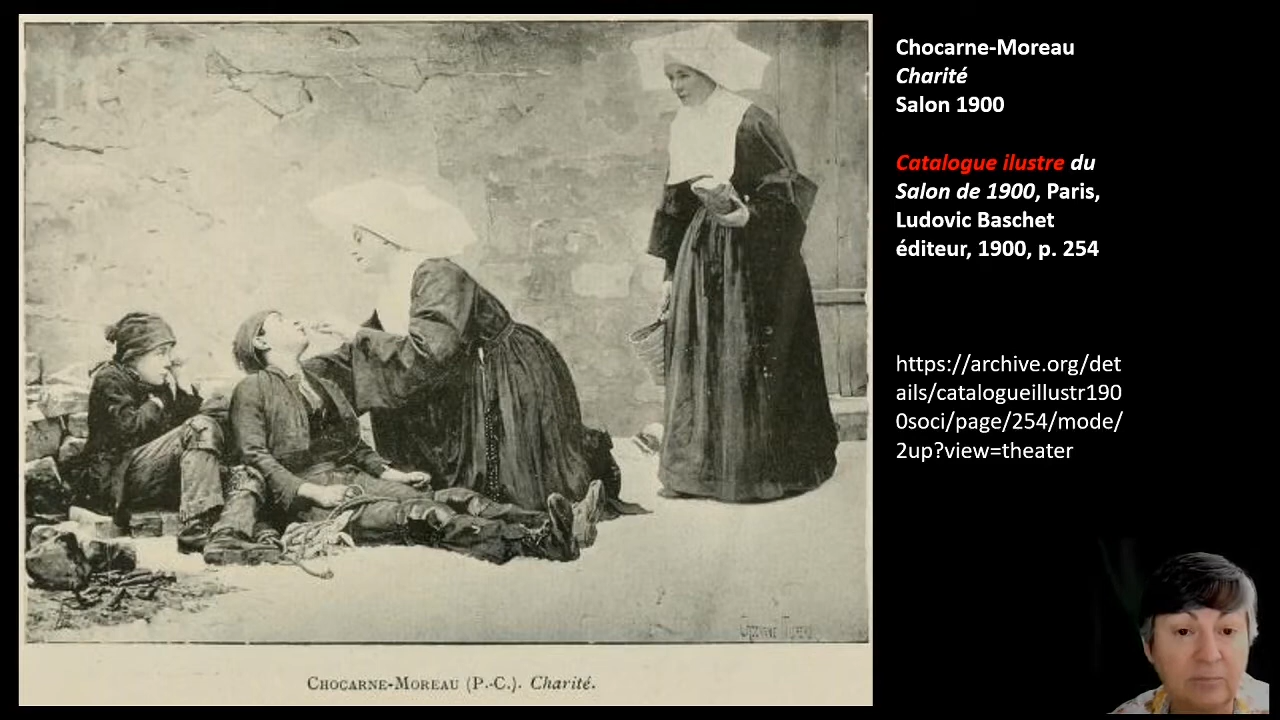 Chocarne-Moreau
Charité
Salon 1900
Catalogue ilustre du
Salon de 1900, Paris,
Ludovic Baschet
éditeur, 1900, p. 254
https://archive.org/det
ails/catalogueillustr190
0soci/page/254/mode/
2up?view=theater
CHOCARNE-MOREAU (P.-C.). Charité.